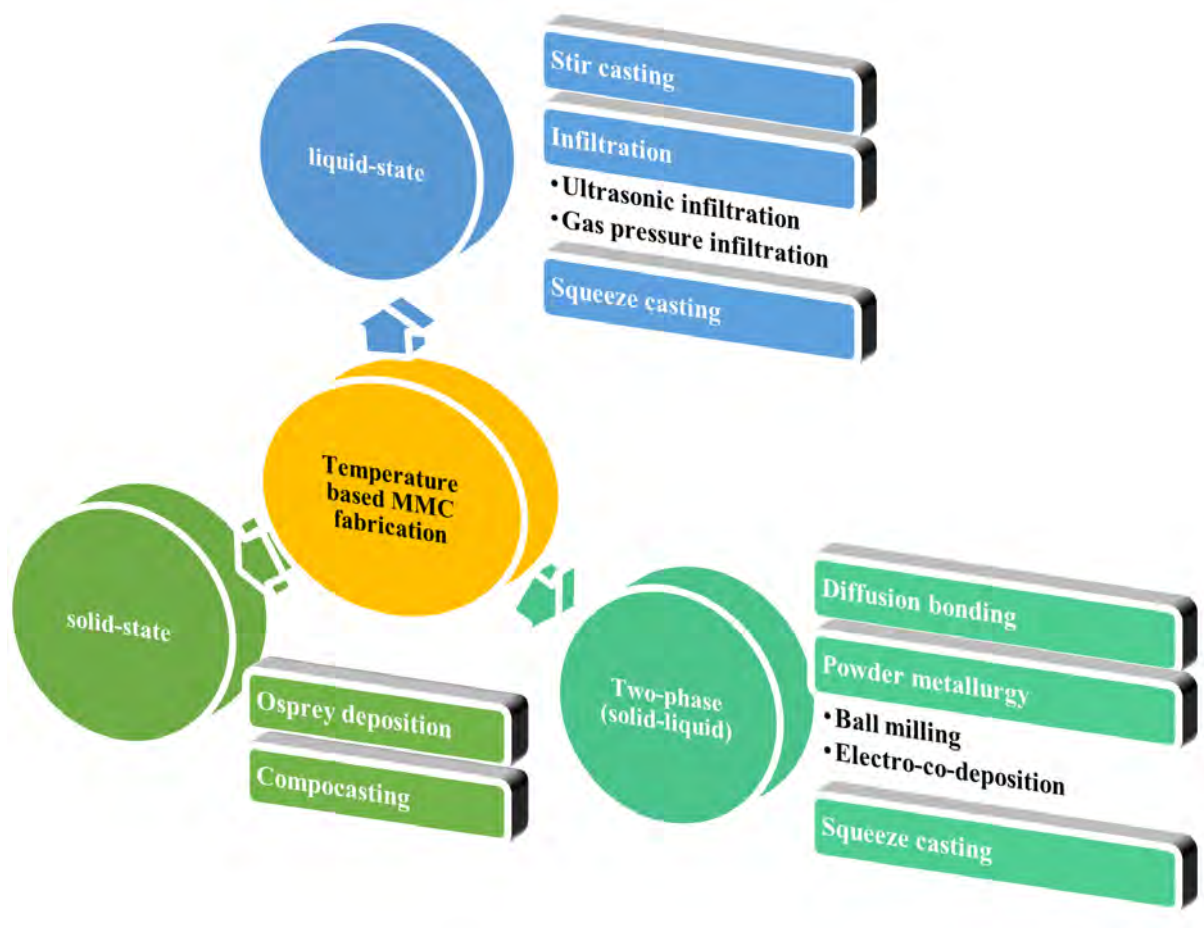 liquid-state
Stir casting
Infiltration
•Ultrasonic infiltration
•Gas pressure infiltration
Squeeze casting
Temperature
based MMC
fabrication
solid-state
Osprey deposition
Compocasting
Two-phase
(solid-liquid)
Diffusion bonding
Powder metallurgy
•Ball milling
•Electro-co-deposition
Squeeze casting